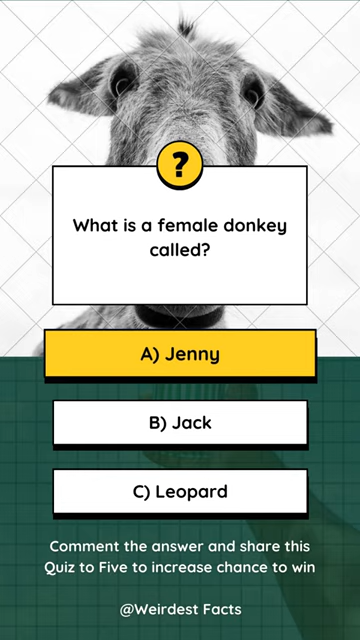 ?
What is a female donkey
called?
A) Jenny
B) Jack
C) Leopard
Comment the answer and share this
Quiz to Five to increase chance to win
@Weirdest Facts